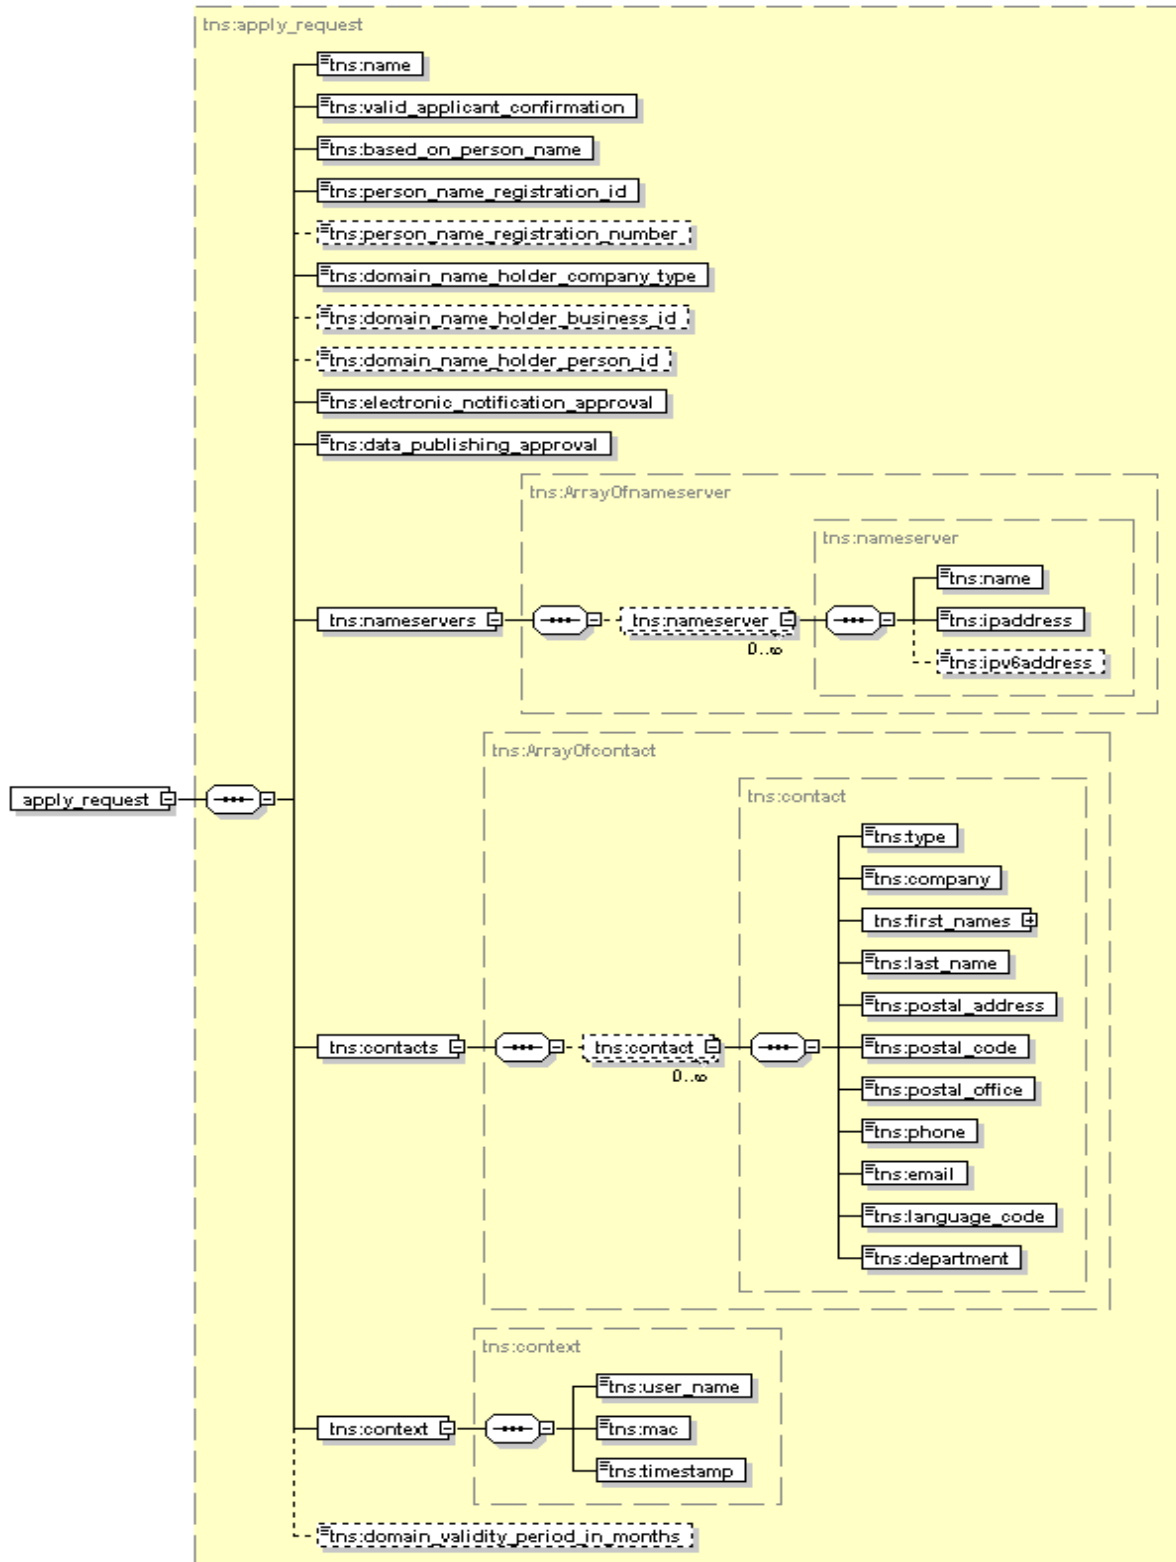 tns:apply_request
tns:name
tns:valid_applicant_confirmation
tns:based_on_person_name
tns:person_name_registration_id
tns:person_name_registration_number
tns:domain_name_holder_company_type
tns:domain_name_holder_business_id
tns:domain_name_holder_person_id
tns:electronic_notification_approval
tns:data_publishing_approval
tns:ArrayOfnameserver
tns:nameserver
tns:name
tns:nameservers
tns:nameserver
tns:ipaddress
0..∞
tns:ipv6address
tns:ArrayOfcontact
tns:contact
apply_request
tns:type
tns:company
tns:first_names
tns:last_name
tns:postal_address
tns:contacts
tns:contact
tns:postal_code
0..∞
tns:postal_office
tns:phone
tns:email
tns:language_code
tns:department
tns:context
tns:user_name
tns:context
tns:mac
tns:timestamp
tns:domain_validity_period_in_months